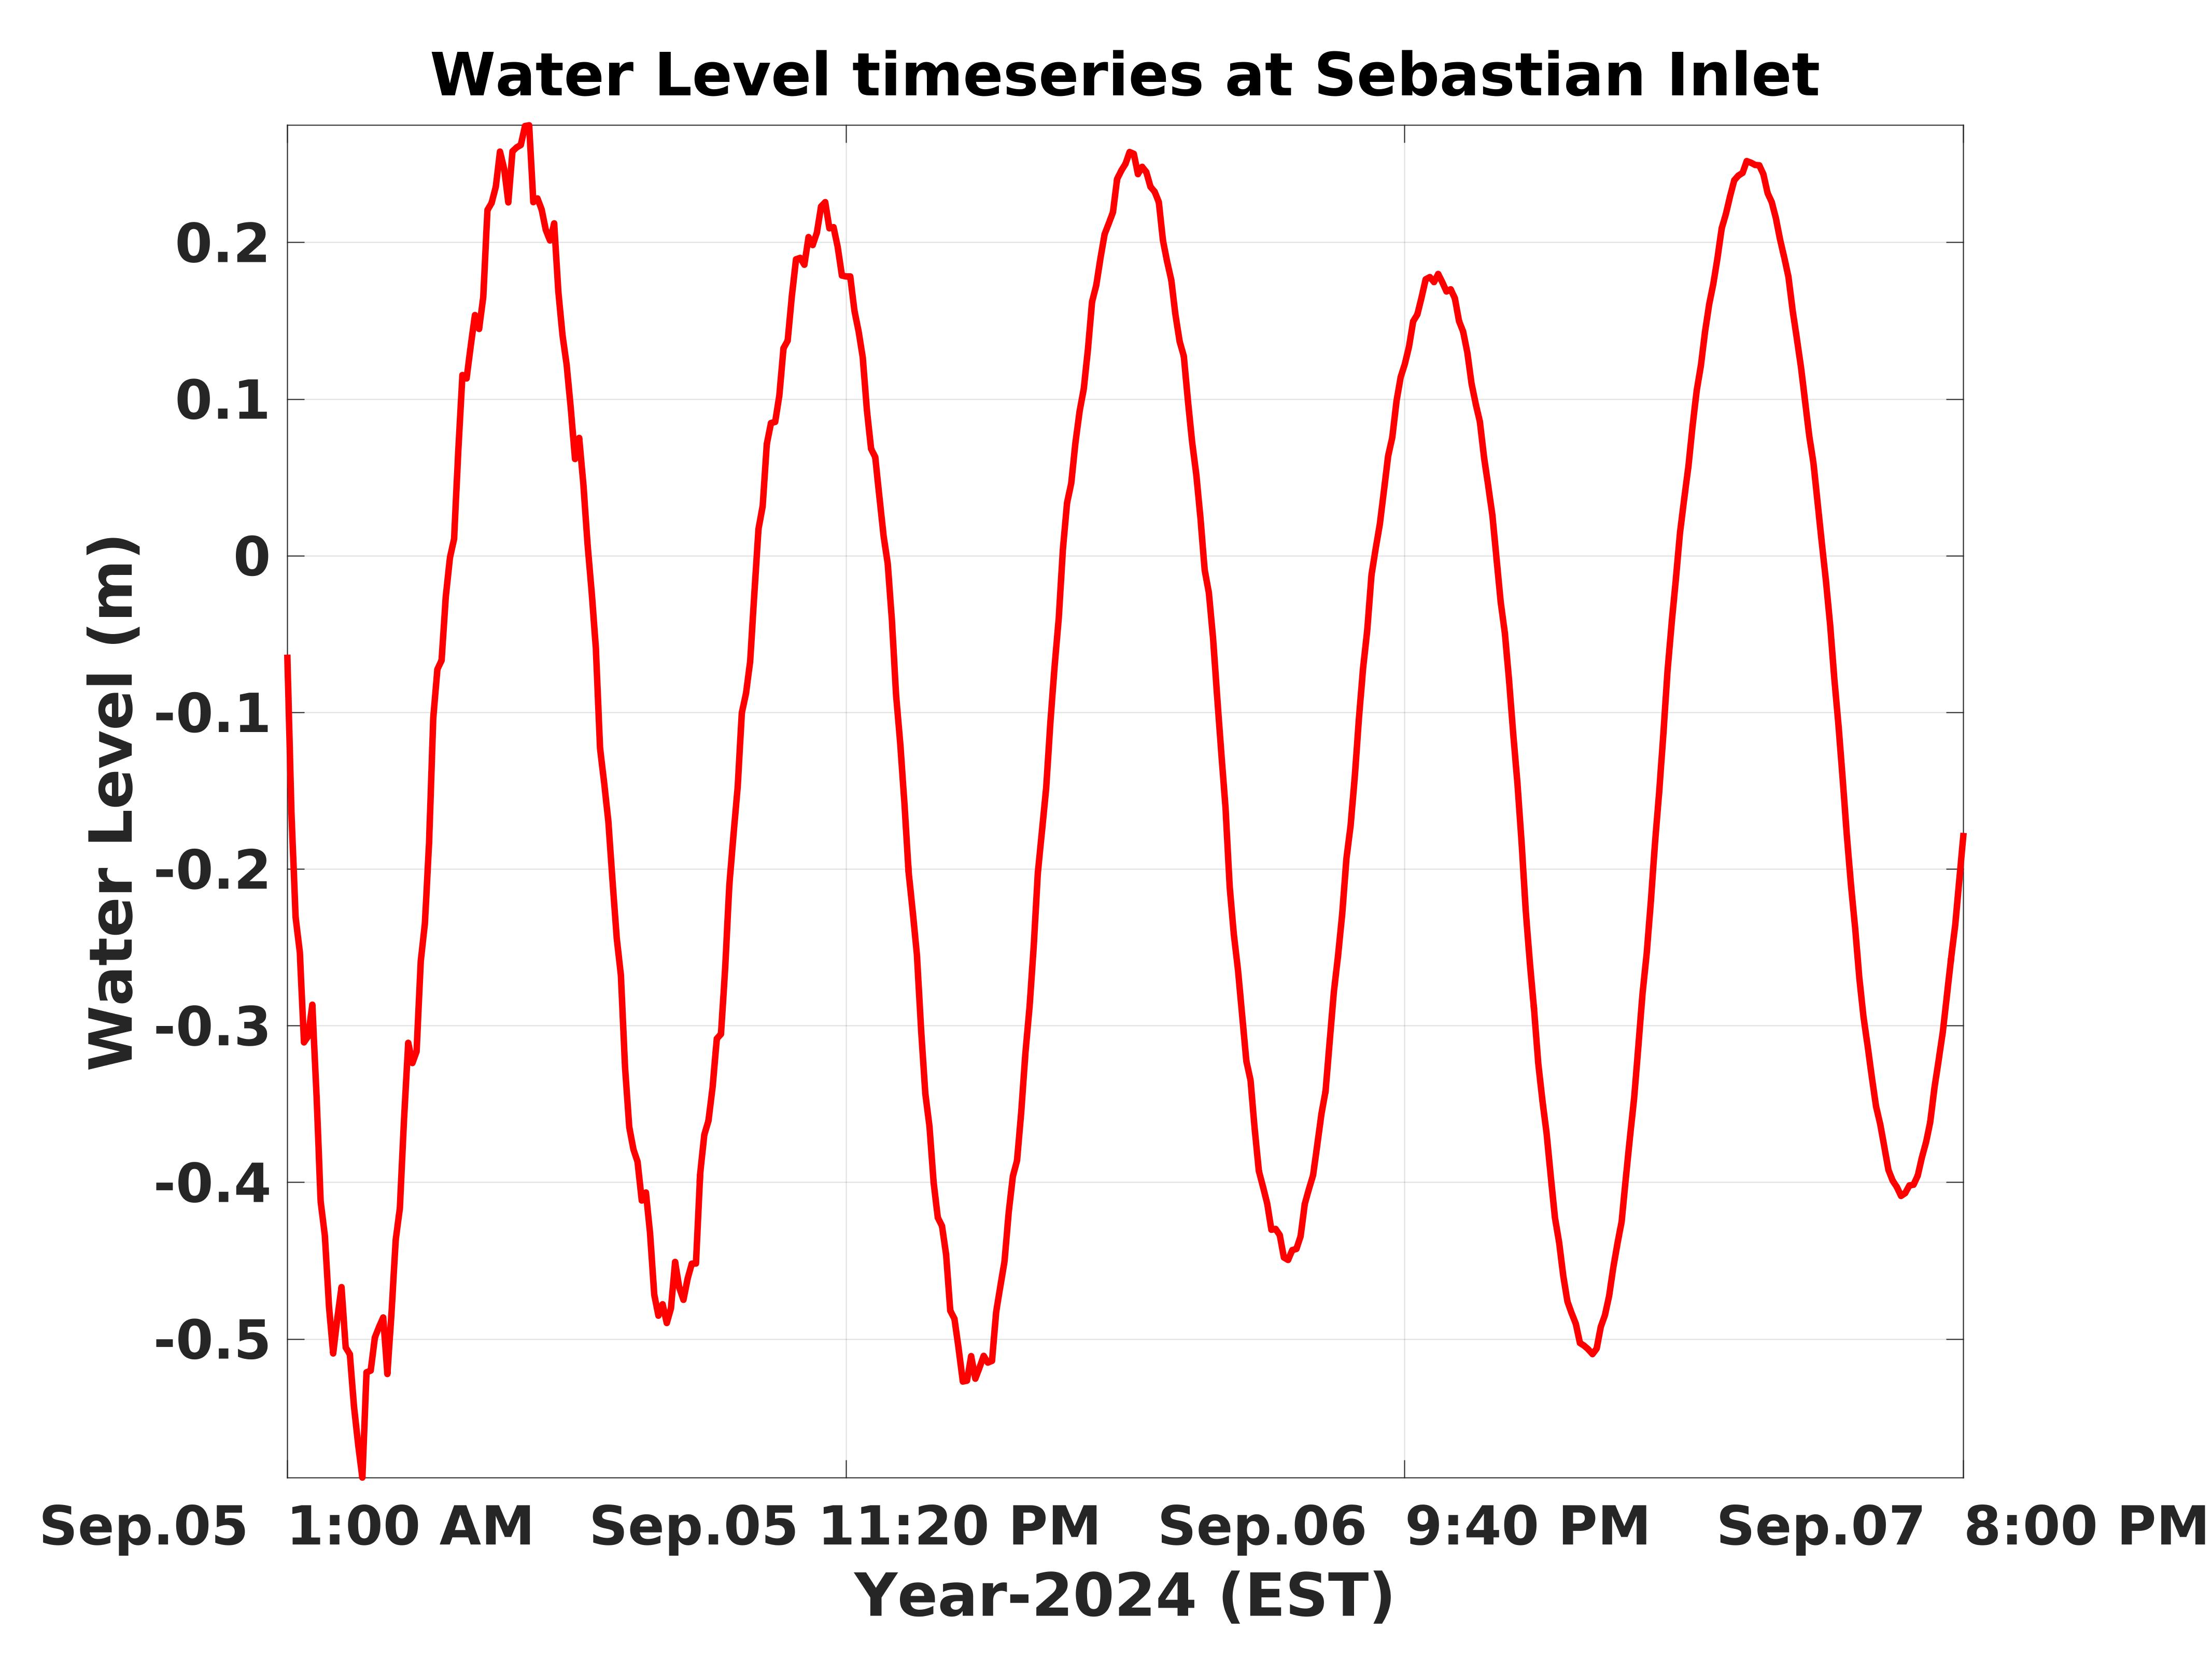 Water Level timeseries at Sebastian Inlet
Water Level (m)
0.2
0.1
0
-0.1
-0.2
-0.3
-0.4
-0.5
Sep.05 1:00 AM
Sep.05 11:20 PM
Sep.06 9:40 PM
Sep.07 8:00 PM
Year-2024 (EST)